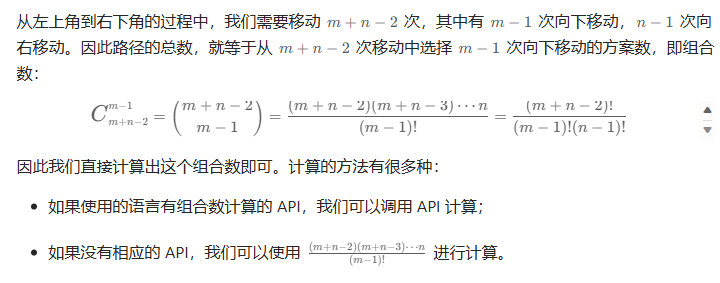 从左上角到右下角的过程中，我们需要移动 m + n − 2 次，其中有 m − 1 次向下移动，n − 1 次向
右移动。因此路径的总数，就等于从 m + n − 2 次移动中选择 m − 1 次向下移动的方案数，即组合
数：
C_{m+n−2}^{m−1} = \binom{m + n − 2}{m − 1} = \frac{(m + n − 2)(m + n − 3) ⋯ n}{(m − 1)!} = \frac{(m + n − 2)!}{(m − 1)!(n − 1)!}
因此我们直接计算出这个组合数即可。计算的方法有很多种：
• 如果使用的语言有组合数计算的 API，我们可以调用 API 计算；
• 如果没有相应的 API，我们可以使用 \frac{(m+n−2)(m+n−3)⋯n}{(m−1)!} 进行计算。